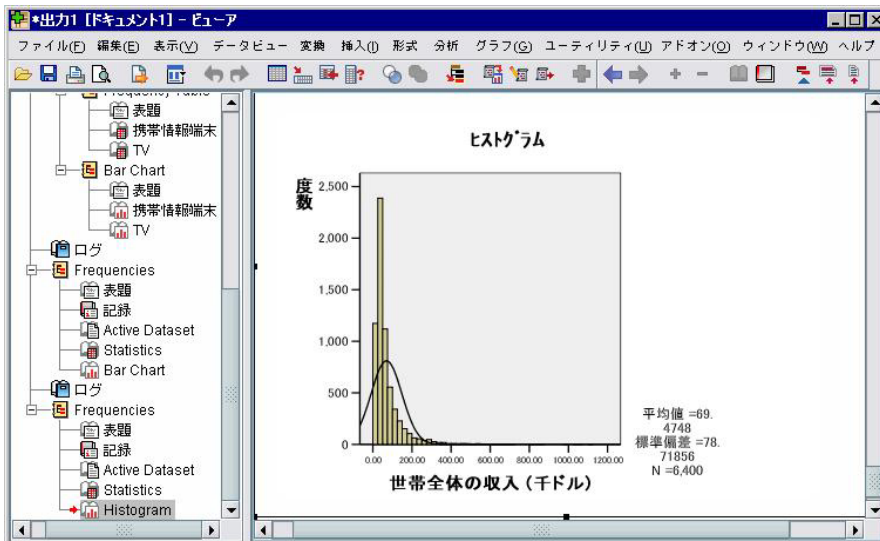 *出力1 [ドキュメント1] - ビューア
ファイル(F) 編集(E) 表示(V) データビュー 変換 挿入(I) 形式 分析 グラフ(G) ユーティリティ(U) アドオン(O) ウィンドウ(W) ヘルプ
Frequency Table
表題
携帯情報端末
TV
Bar Chart
表題
携帯情報端末
TV
ログ
Frequencies
表題
記録
Active Dataset
Statistics
Bar Chart
ログ
Frequencies
表題
記録
Active Dataset
Statistics
Histogram
ヒストグラム
度数
2,500
2,000
1,500
1,000
500
0
0.00 200.00 400.00 600.00 800.00 1000.00 1200.00
世帯全体の収入 (千ドル)
平均値 =69.
4748
標準偏差 =78.
71856
N =6,400